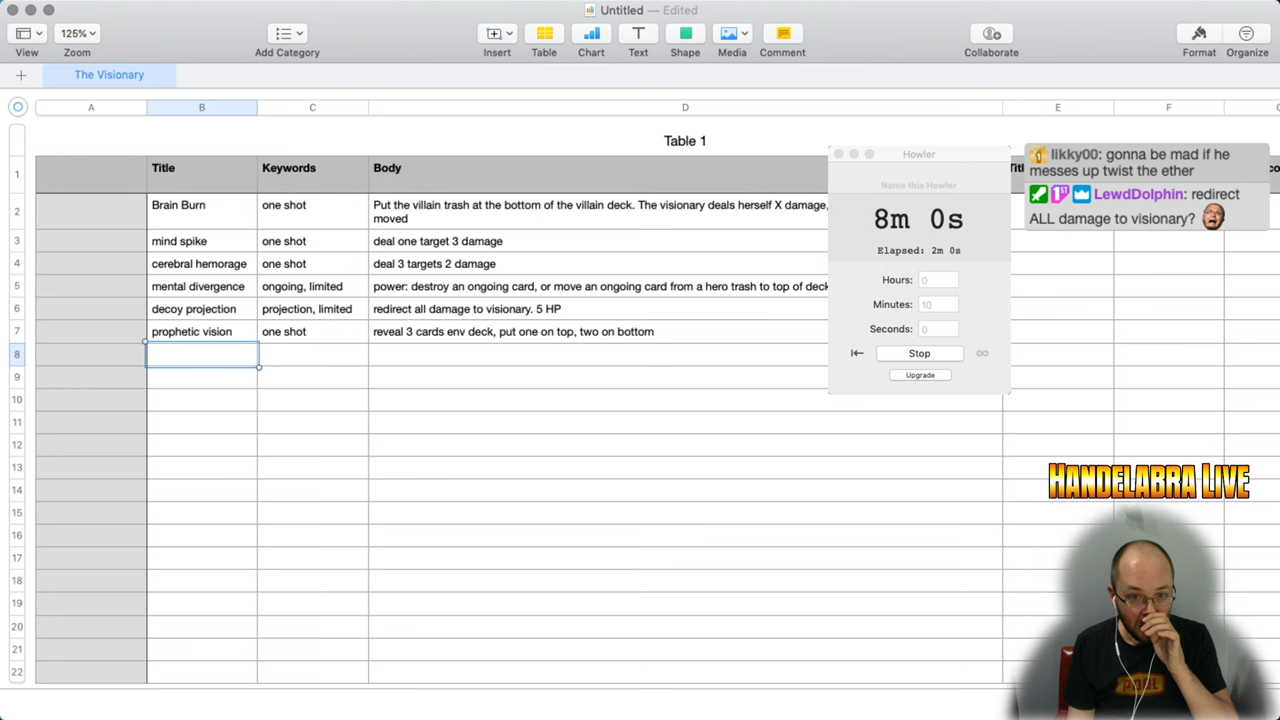 Untitled — Edited
125%
View
Zoom
Add Category
Insert
Table
Chart
Text
Shape
Media
Comment
Collaborate
Format
Organize
The Visionary
A
B
C
D
E
F
Table 1
1
Title
Keywords
Body
2
Brain Burn
one shot
Put the villain trash at the bottom of the villain deck. The visionary deals herself X damage,
moved
3
mind spike
one shot
deal one target 3 damage
4
cerebral hemorage
one shot
deal 3 targets 2 damage
5
mental divergence
ongoing, limited
power: destroy an ongoing card, or move an ongoing card from a hero trash to top of deck
6
decoy projection
projection, limited
redirect all damage to visionary. 5 HP
7
prophetic vision
one shot
reveal 3 cards env deck, put one on top, two on bottom
8
9
10
11
12
13
14
15
16
17
18
19
20
21
22
Howler
Name this Howler
8m 0s
Elapsed: 2m 0s
Hours: 0
Minutes: 10
Seconds: 0
Stop
Upgrade
likky00: gonna be mad if he
messes up twist the ether
LewdDolphin: redirect
ALL damage to visionary?
HANDELABRA LIVE